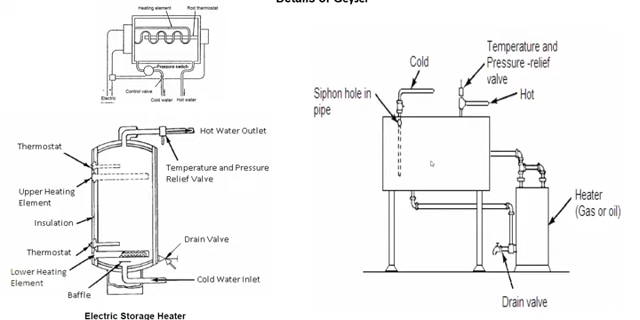 Details of Geyser
Heating element
Rod thermostat
Pressure switch
Control valve
Electric
Cold water
Hot water
Hot Water Outlet
Thermostat
Temperature and Pressure
Relief Valve
Upper Heating
Element
Insulation
Drain Valve
Thermostat
Lower Heating
Element
Cold Water Inlet
Baffle
Electric Storage Heater
Temperature and
Pressure -relief
valve
Cold
Hot
Siphon hole in
pipe
Heater
(Gas or oil)
Drain valve